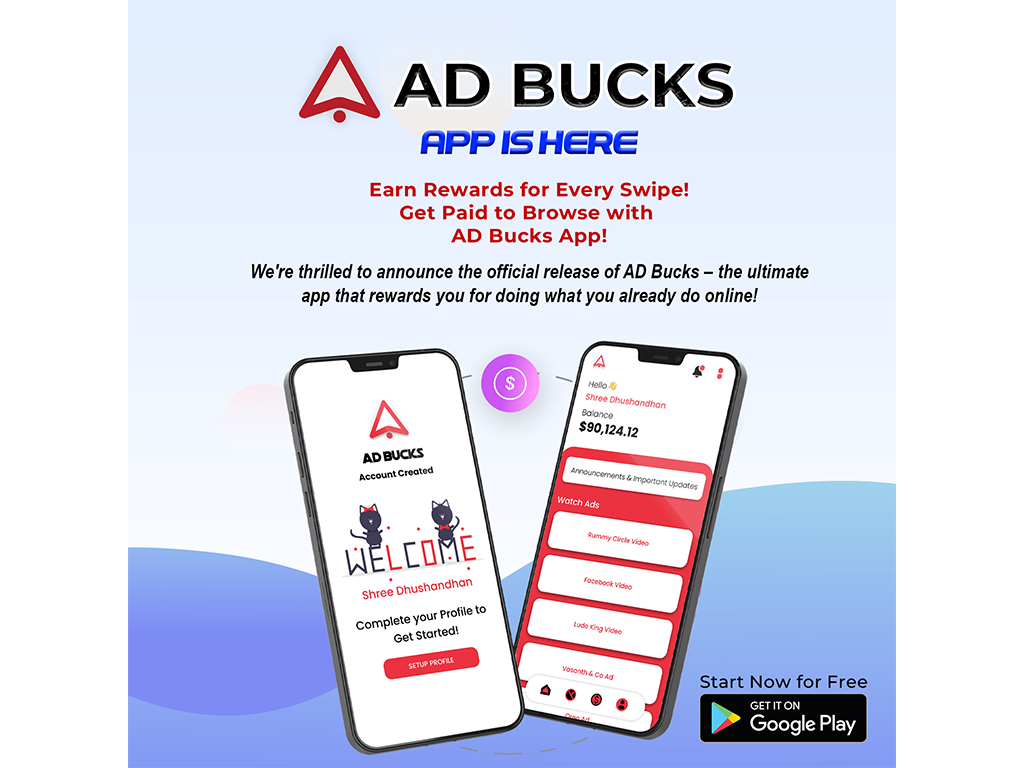 AD BUCKS
APP IS HERE
Earn Rewards for Every Swipe!
Get Paid to Browse with
AD Bucks App!
We're thrilled to announce the official release of AD Bucks – the ultimate
app that rewards you for doing what you already do online!
$
AD BUCKS
Account Created
WELCOME
Shree Dhushandhan
Complete your Profile to
Get Started!
SETUP PROFILE
Hello 👋
Shree Dhushandhan
Balance
$90,124.12
Announcements & Important Updates
Watch Ads
Rummy Circle Video
Facebook Video
Ludo King Video
Vasanth & Co Ad
Start Now for Free
GET IT ON
Google Play